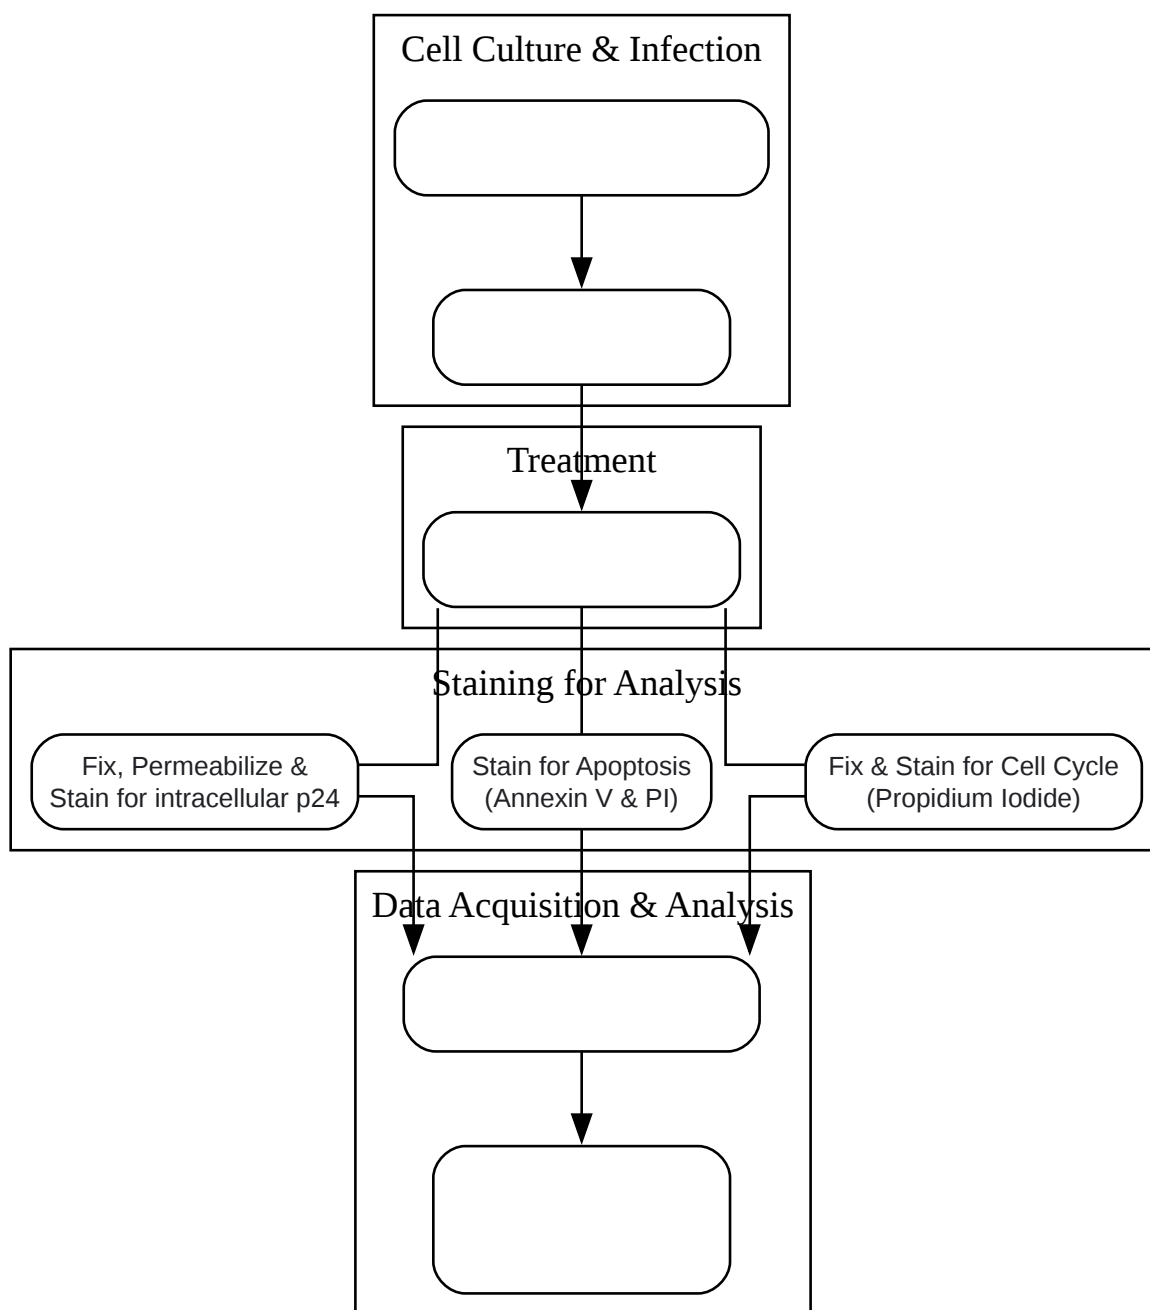 Cell Culture & Infection
Treatment
Staining for Analysis
Fix, Permeabilize &
Stain for intracellular p24
Stain for Apoptosis
(Annexin V & PI)
Fix & Stain for Cell Cycle
(Propidium Iodide)
Data Acquisition & Analysis